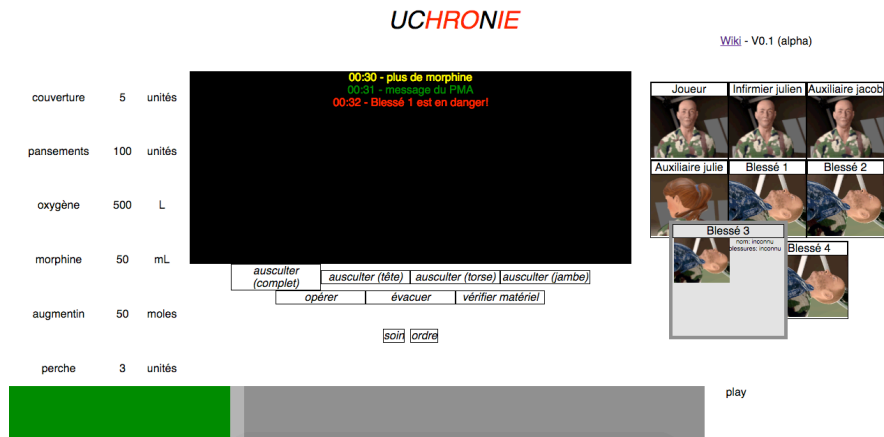 UCHRONIE
Wiki - V0.1 (alpha)
couverture 5 unités
pansements 100 unités
oxygène 500 L
morphine 50 mL
augmentin 50 moles
perche 3 unités
00:30 - plus de morphine
00:31 - message du PMA
00:32 - Blessé 1 est en danger!
ausculter
(complet)
ausculter (tête)
ausculter (torse)
ausculter (jambe)
opérer
évacuer
vérifier matériel
soin
ordre
Joueur
Infirmier julien
Auxiliaire jacob
Auxiliaire julie
Blessé 1
Blessé 2
Blessé 3
nom: inconnu
blessures: inconnu
Blessé 4
play